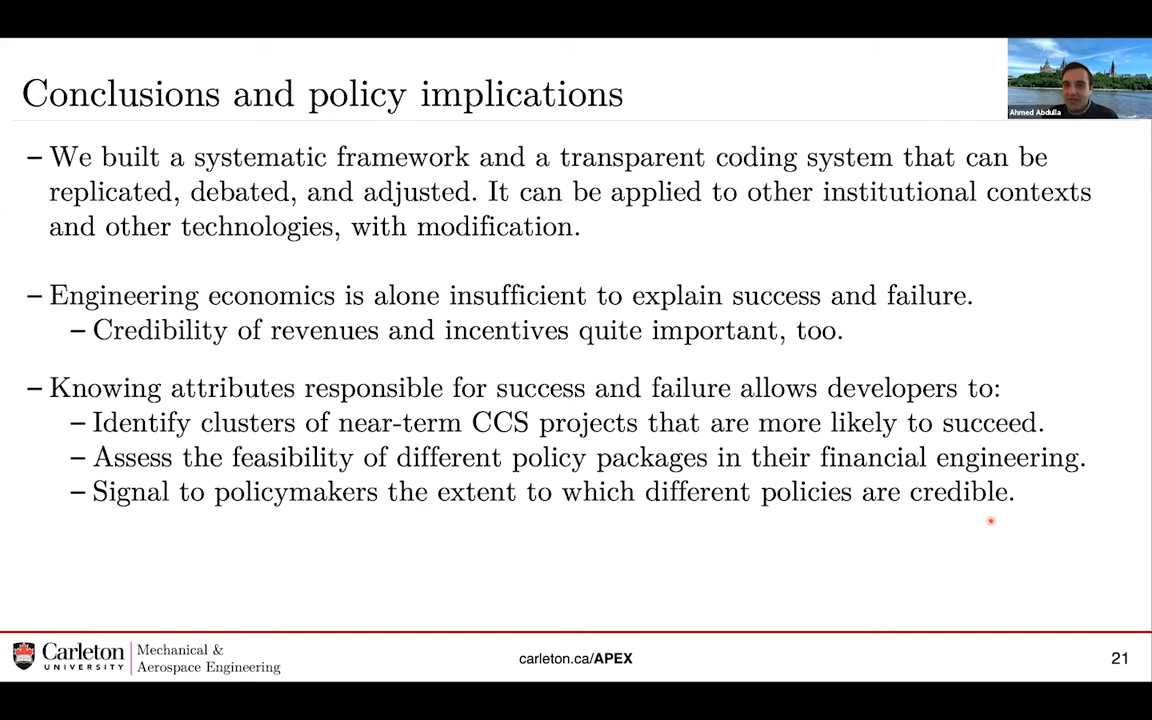 Conclusions and policy implications
Ahmed Abdulla
– We built a systematic framework and a transparent coding system that can be
replicated, debated, and adjusted. It can be applied to other institutional contexts
and other technologies, with modification.
– Engineering economics is alone insufficient to explain success and failure.
– Credibility of revenues and incentives quite important, too.
– Knowing attributes responsible for success and failure allows developers to:
– Identify clusters of near-term CCS projects that are more likely to succeed.
– Assess the feasibility of different policy packages in their financial engineering.
– Signal to policymakers the extent to which different policies are credible.
Carleton
UNIVERSITY
Mechanical &
Aerospace Engineering
carleton.ca/APEX
21